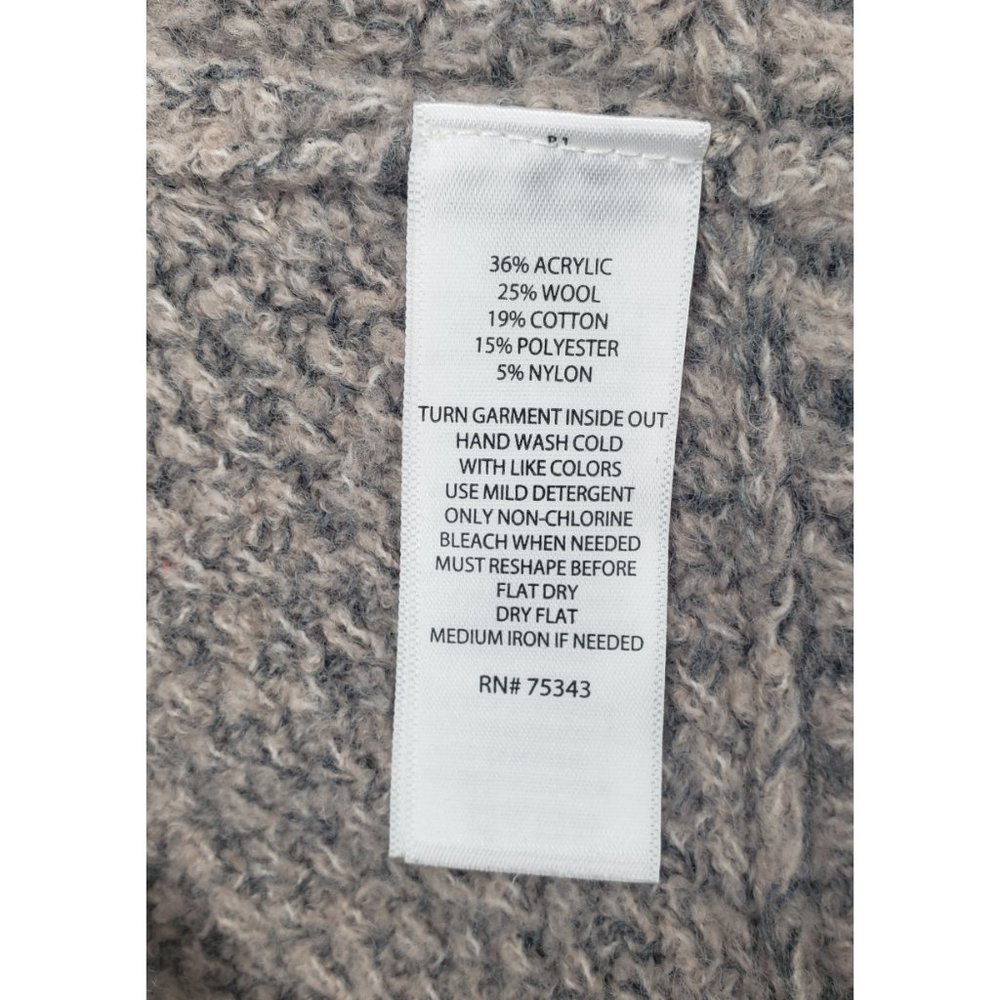 36% ACRYLIC
25% WOOL
19% COTTON
15% POLYESTER
5% NYLON
TURN GARMENT INSIDE OUT
HAND WASH COLD
WITH LIKE COLORS
USE MILD DETERGENT
ONLY NON-CHLORINE
BLEACH WHEN NEEDED
MUST RESHAPE BEFORE
FLAT DRY
DRY FLAT
MEDIUM IRON IF NEEDED
RN# 75343